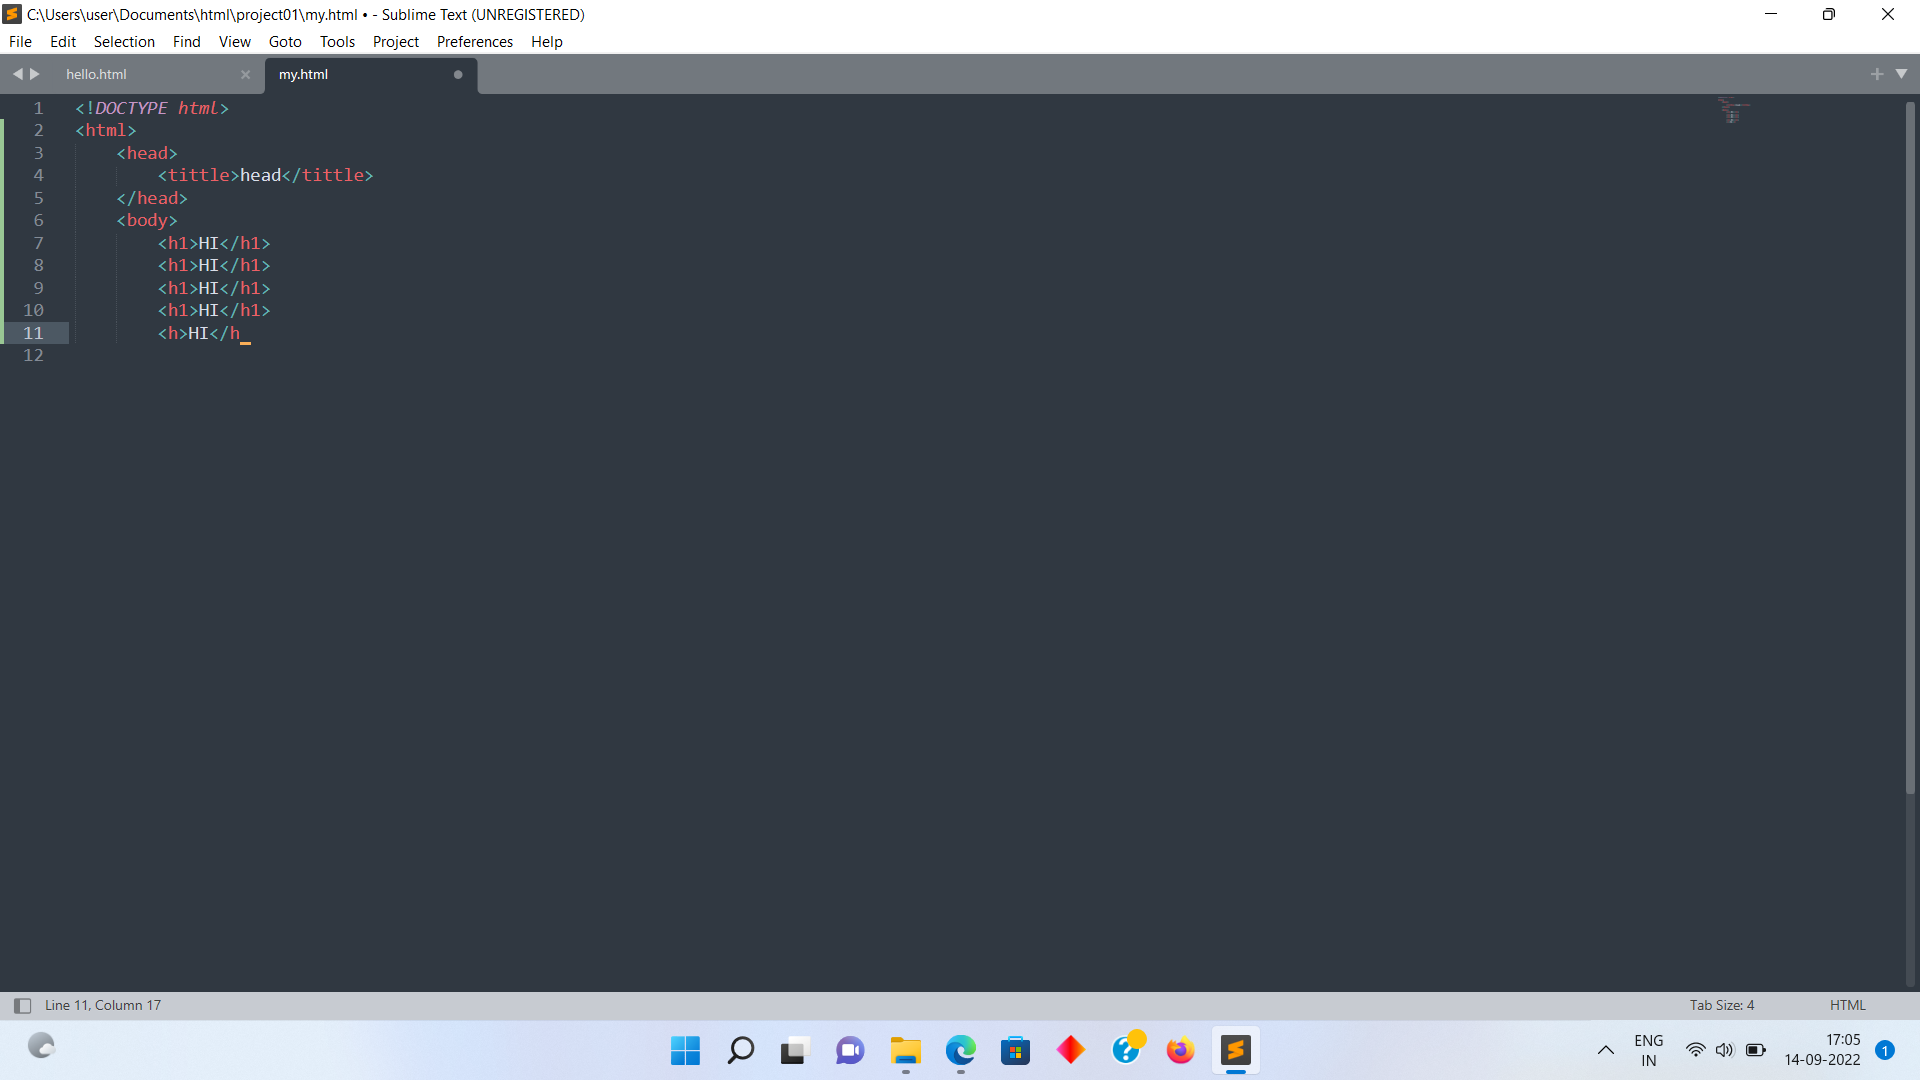 C:\Users\user\Documents\html\project01\my.html • - Sublime Text (UNREGISTERED)
File Edit Selection Find View Goto Tools Project Preferences Help
hello.html my.html
1 <!DOCTYPE html>
2 <html>
3 <head>
4 <tittle>head</tittle>
5 </head>
6 <body>
7 <h1>HI</h1>
8 <h1>HI</h1>
9 <h1>HI</h1>
10 <h1>HI</h1>
11 <h>HI</h
12
Line 11, Column 17 Tab Size: 4 HTML
ENG 17:05
IN 14-09-2022 1